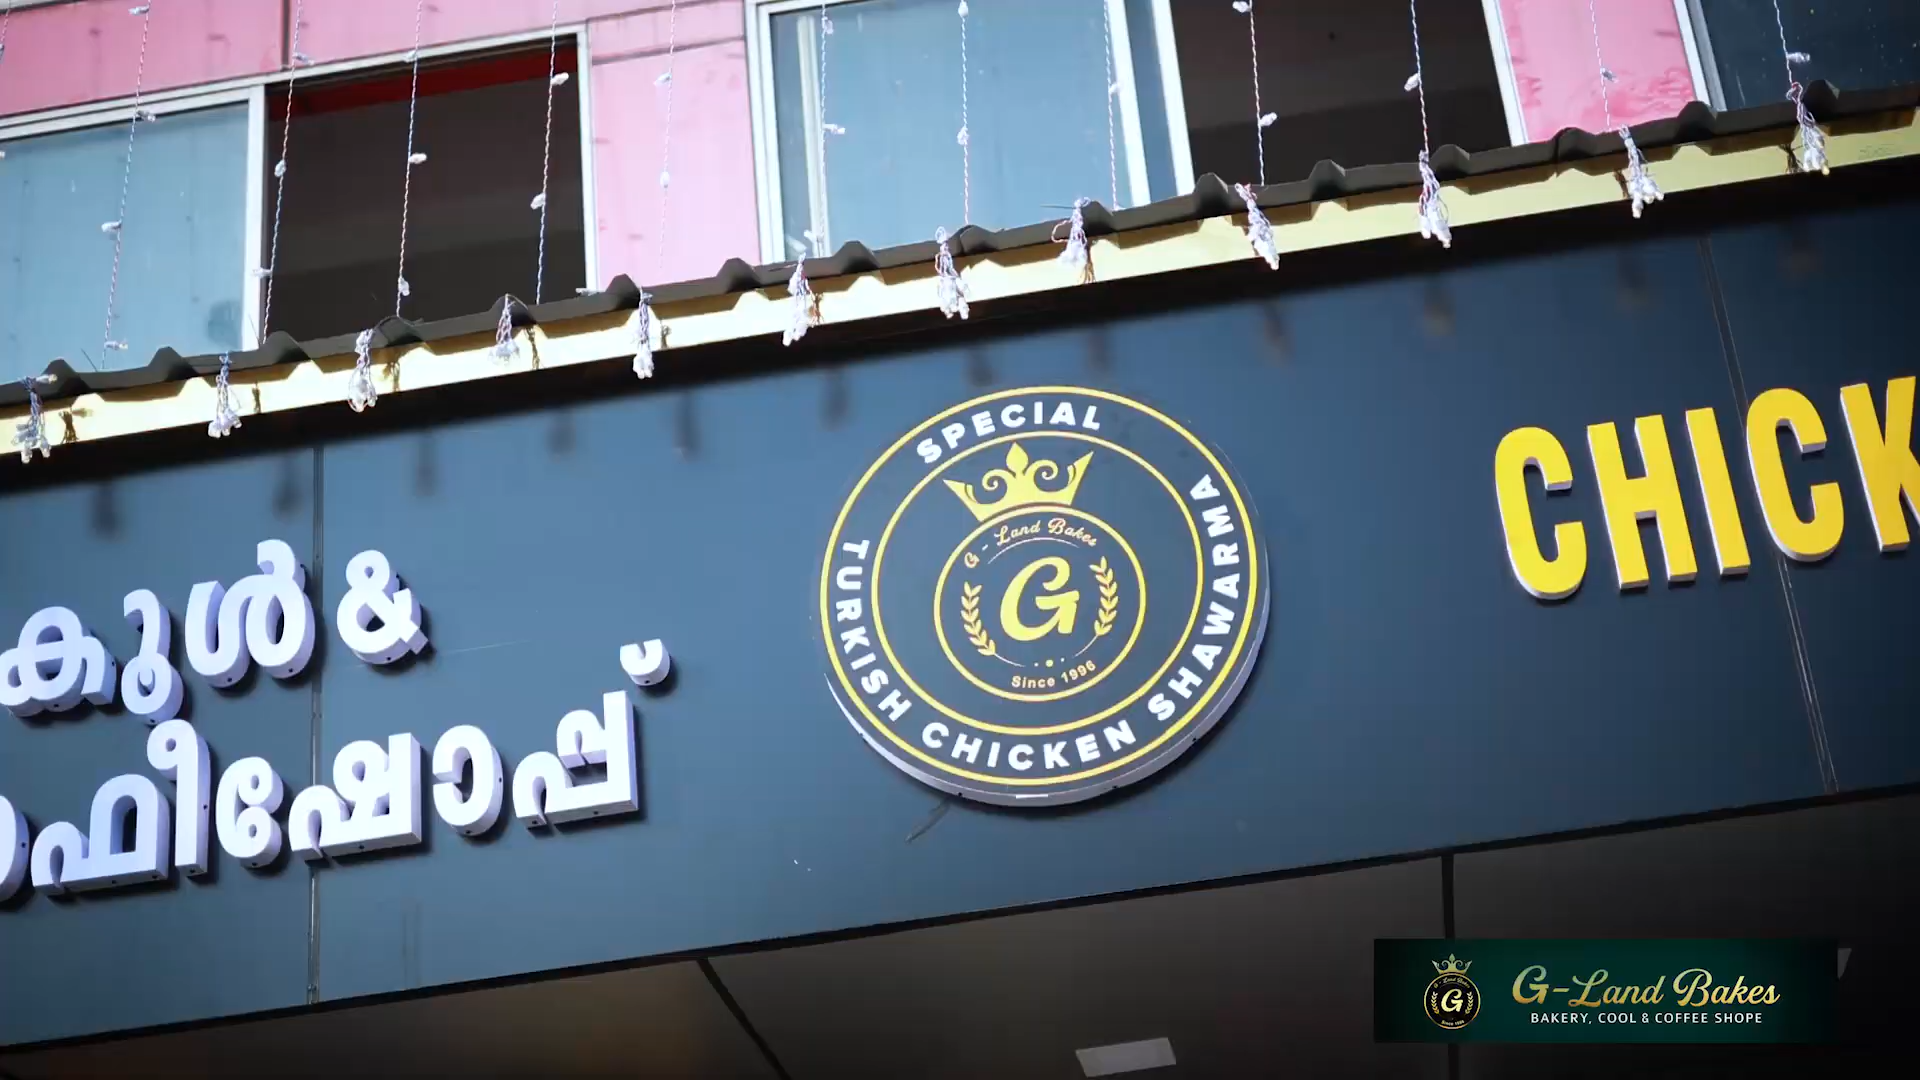 കൂൾ &
ഫീഷോപ്പ്
SPECIAL
TURKISH CHICKEN SHAWARMA
G - Land Bakes
G
Since 1996
CHICK
G
G-Land Bakes
BAKERY, COOL & COFFEE SHOPE